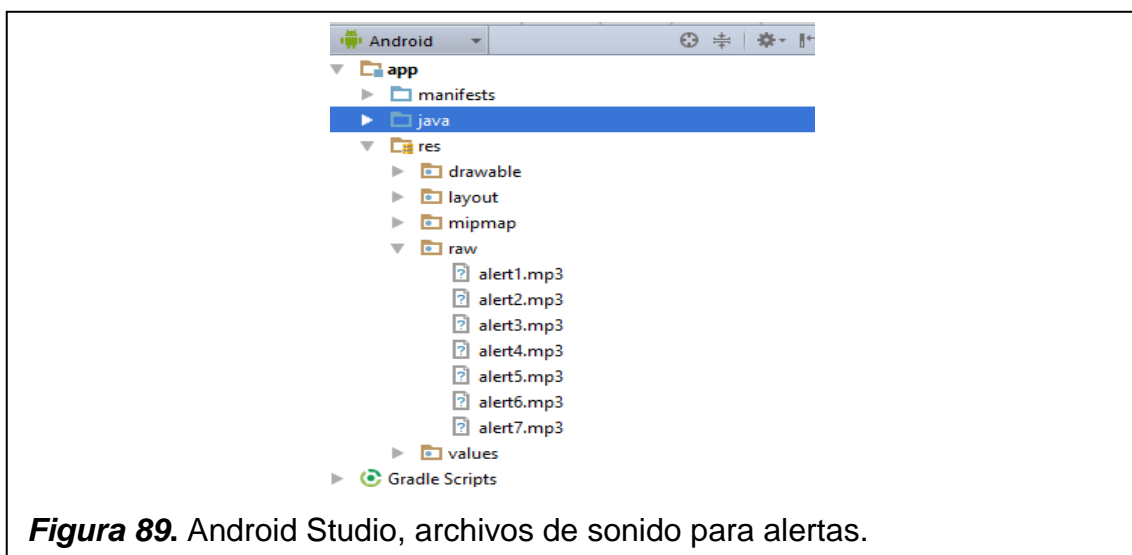 Android
app
manifests
java
res
drawable
layout
mipmap
raw
alert1.mp3
alert2.mp3
alert3.mp3
alert4.mp3
alert5.mp3
alert6.mp3
alert7.mp3
values
Gradle Scripts
Figura 89. Android Studio, archivos de sonido para alertas.